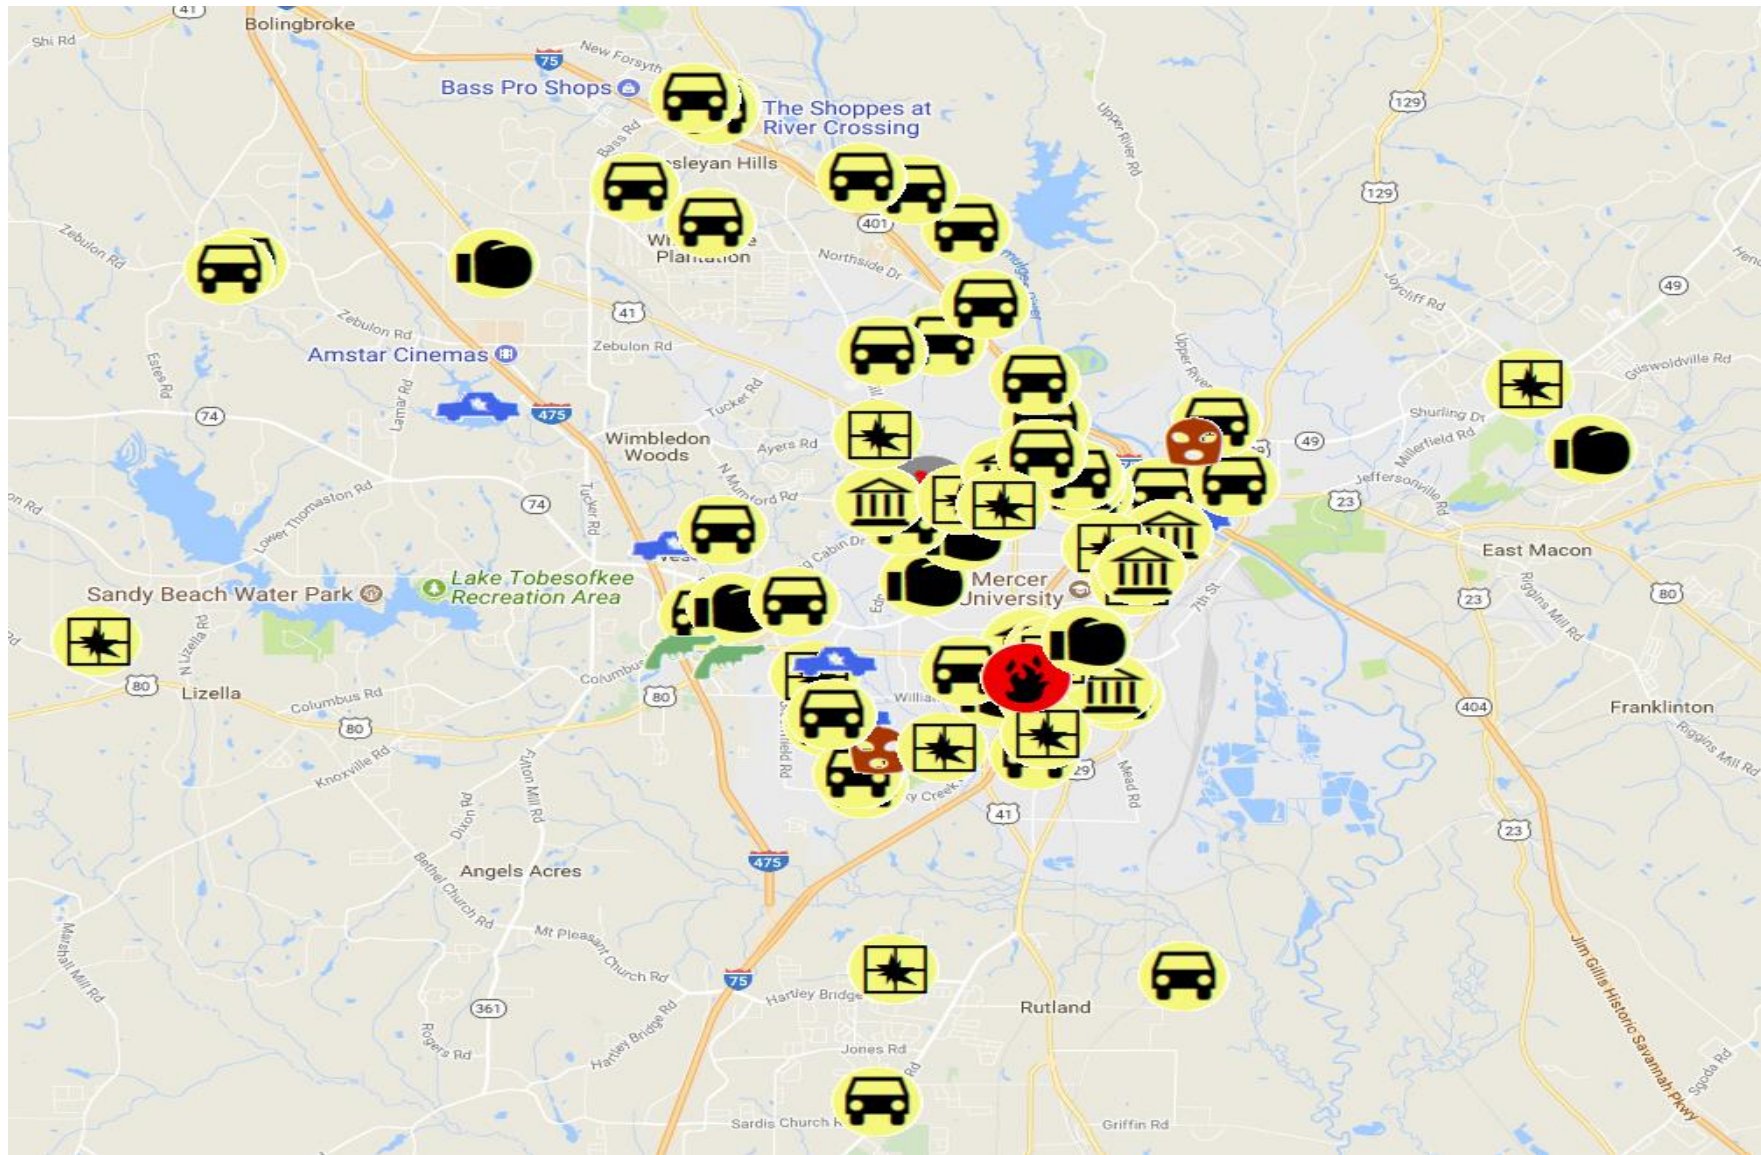 41
Bolingbroke
Shi Rd
75
New Forsyth
Bass Pro Shops
The Shoppes at
River Crossing
129
Upper River Rd
Bass Rd
esleyan Hills
129
401
Zebulon Rd
Plantation
Northside Dr
Joycliff Rd
49
41
Zebulon Rd
Zebulon Rd
Amstar Cinemas
Estes Rd
Lamar Rd
Tucket Rd
Upper River
Griswoldville Rd
74
475
Shurling Dr
Wimbledon
Woods
Ayers Rd
49
Millerfield Rd
N Mumford Rd
Jeffersonville Rd
Tucker Rd
74
23
Lower Thomaston Rd
on Rd
Cabin Dr
East Macon
Lake Tobesofkee
Recreation Area
Mercer
University
Sandy Beach Water Park
7th St
23
80
Riggins Mill Rd
N Lizella Rd
Columbus
80
Lizella
80
Columbus Rd
80
404
Franklinton
Riggins Mill Rd
Knoxville Rd
Fulton Mill Rd
Mead Rd
Dixon Rd
41
23
475
Angels Acres
Bethel Church Rd
Marshall Mill Rd
Mt Pleasant Church Rd
75
Hartley Bridge
Rutland
361
Hartley Bridge Rd
Rogers Rd
Jones Rd
Rd
Jim Gillis Historic Savannah Pkwy
Sgoda Rd
Sardis Church
Griffin Rd